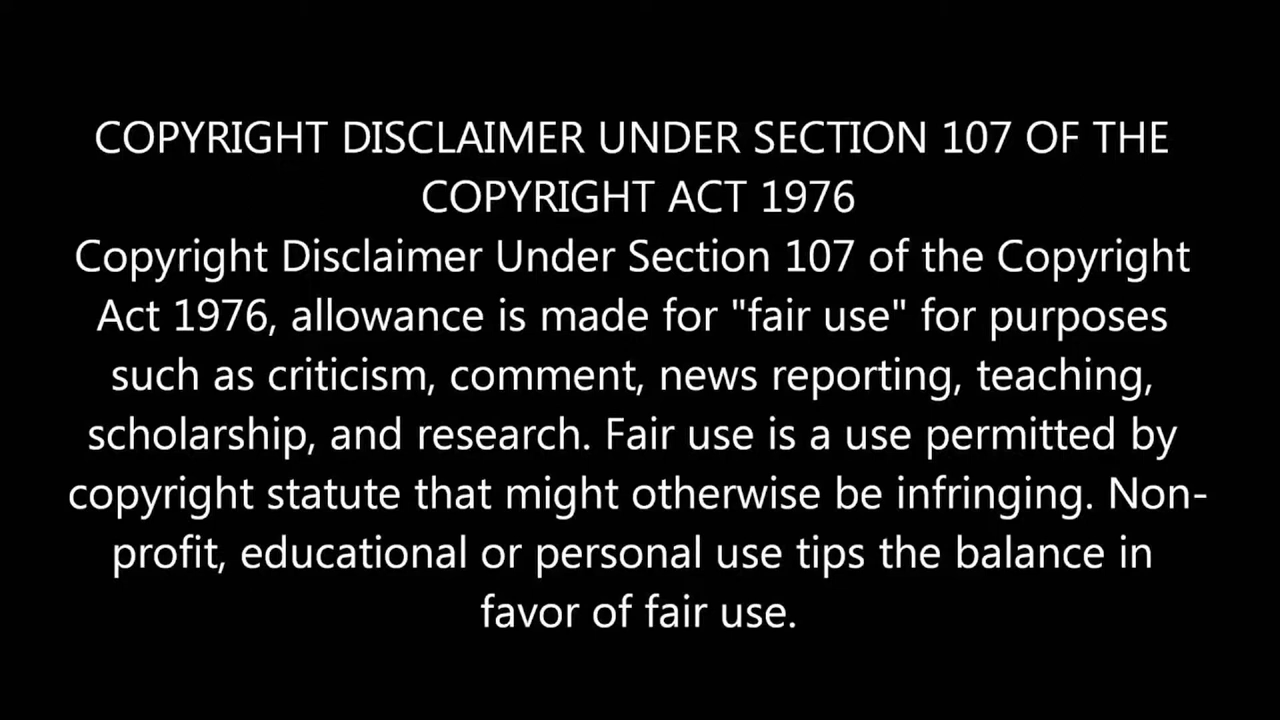 COPYRIGHT DISCLAIMER UNDER SECTION 107 OF THE
COPYRIGHT ACT 1976
Copyright Disclaimer Under Section 107 of the Copyright
Act 1976, allowance is made for "fair use" for purposes
such as criticism, comment, news reporting, teaching,
scholarship, and research. Fair use is a use permitted by
copyright statute that might otherwise be infringing. Non-
profit, educational or personal use tips the balance in
favor of fair use.